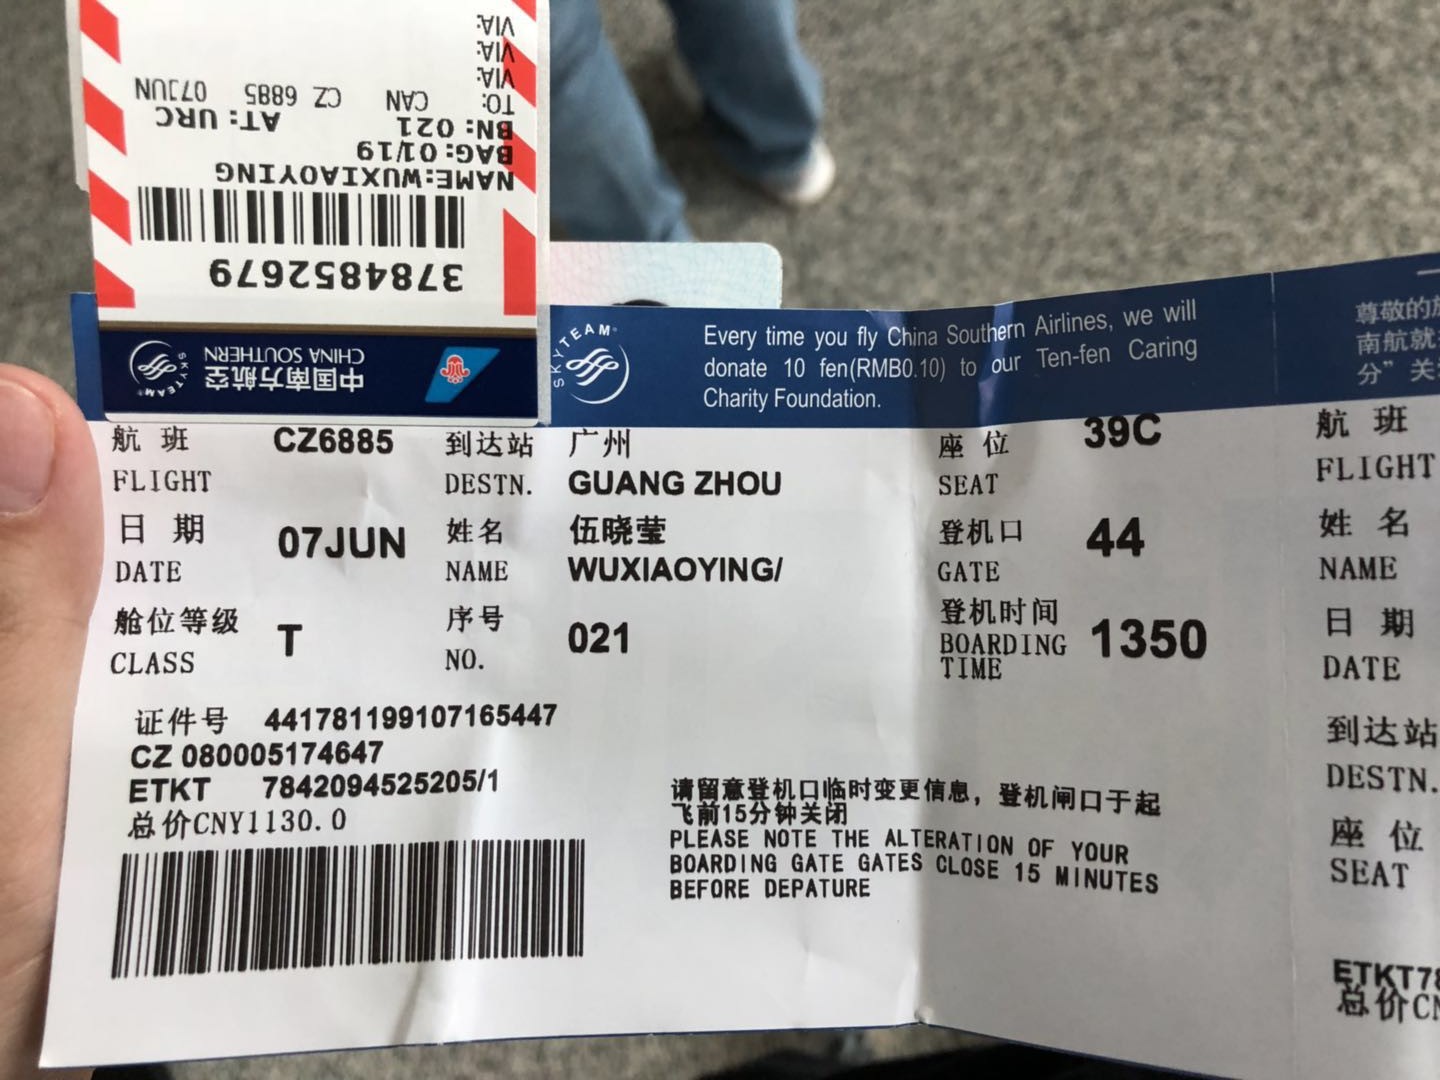 VIA:
VIA:
VIA:
TO: CAN CZ 6885 07JUN
BN: 021 AT: URC
BAG: 01/19
NAME:WUXIAOYING
3784852679
中国南方航空
CHINA SOUTHERN
SKYTEAM
SKYTEAM
Every time you fly China Southern Airlines, we will
donate 10 fen(RMB0.10) to our Ten-fen Caring
Charity Foundation.
尊敬的
南航就
分”关
航班 CZ6885 到达站 广州 座位 39C
FLIGHT DESTN. GUANG ZHOU SEAT
日期 07JUN 姓名 伍晓莹 登机口 44
DATE NAME WUXIAOYING/ GATE
舱位等级 T 序号 021 登机时间 1350
CLASS NO. BOARDING
TIME
证件号 441781199107165447
CZ 080005174647
ETKT 7842094525205/1
总价CNY1130.0
请留意登机口临时变更信息，登机闸口于起
飞前15分钟关闭
PLEASE NOTE THE ALTERATION OF YOUR
BOARDING GATE GATES CLOSE 15 MINUTES
BEFORE DEPATURE
航班
FLIGHT
姓名
NAME
日期
DATE
到达站
DESTN.
座位
SEAT
ETKT78
总价CN